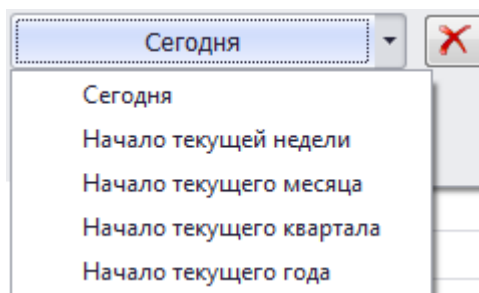 Сегодня
Сегодня
Начало текущей недели
Начало текущего месяца
Начало текущего квартала
Начало текущего года